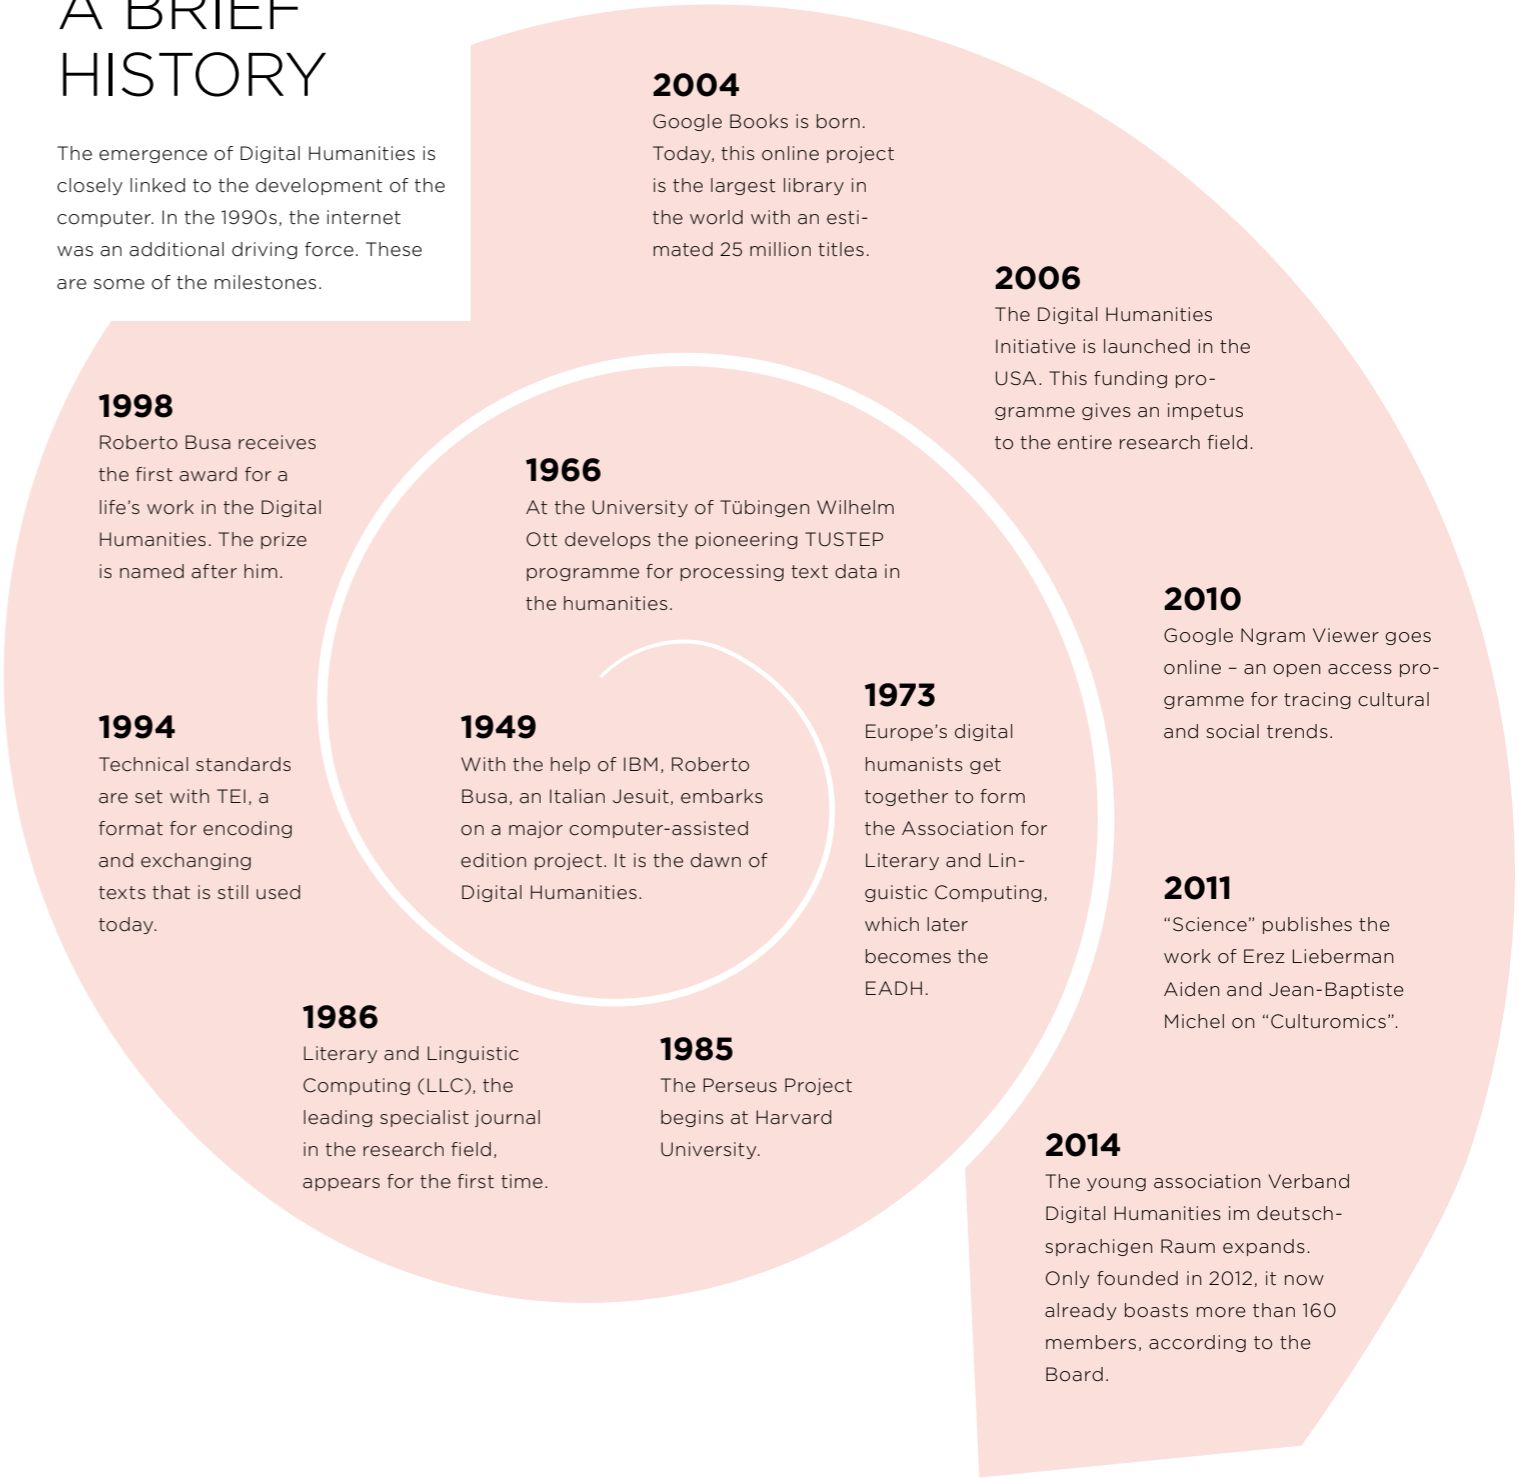 A BRIEF
HISTORY
The emergence of Digital Humanities is
closely linked to the development of the
computer. In the 1990s, the internet
was an additional driving force. These
are some of the milestones.
1949
With the help of IBM, Roberto
Busa, an Italian Jesuit, embarks
on a major computer-assisted
edition project. It is the dawn of
Digital Humanities.
1966
At the University of Tübingen Wilhelm
Ott develops the pioneering TUSTEP
programme for processing text data in
the humanities.
1973
Europe’s digital
humanists get
together to form
the Association for
Literary and Lin-
guistic Computing,
which later
becomes the
EADH.
1985
The Perseus Project
begins at Harvard
University.
1986
Literary and Linguistic
Computing (LLC), the
leading specialist journal
in the research field,
appears for the first time.
1994
Technical standards
are set with TEI, a
format for encoding
and exchanging
texts that is still used
today.
1998
Roberto Busa receives
the first award for a
life’s work in the Digital
Humanities. The prize
is named after him.
2004
Google Books is born.
Today, this online project
is the largest library in
the world with an esti-
mated 25 million titles.
2006
The Digital Humanities
Initiative is launched in the
USA. This funding pro-
gramme gives an impetus
to the entire research field.
2010
Google Ngram Viewer goes
online – an open access pro-
gramme for tracing cultural
and social trends.
2011
“Science” publishes the
work of Erez Lieberman
Aiden and Jean-Baptiste
Michel on “Culturomics”.
2014
The young association Verband
Digital Humanities im deutsch-
sprachigen Raum expands.
Only founded in 2012, it now
already boasts more than 160
members, according to the
Board.